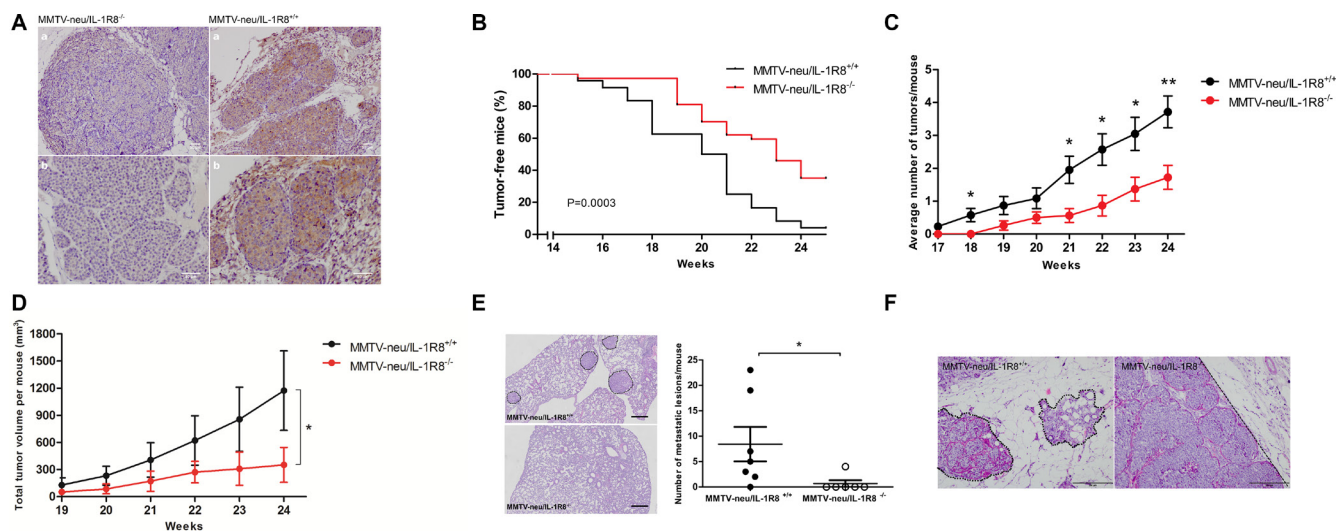 A
MMTV-neu/IL-1R8-/-
MMTV-neu/IL-1R8+/+
a
a
b
b
B
Tumor-free mice (%)
100
80
60
40
20
0
14 16 18 20 22 24
Weeks
P=0.0003
MMTV-neu/IL-1R8+/+
MMTV-neu/IL-1R8-/-
C
Average number of tumors/mouse
5
4
3
2
1
0
17 18 19 20 21 22 23 24
Weeks
* * * * **
MMTV-neu/IL-1R8+/+
MMTV-neu/IL-1R8-/-
D
Total tumor volume per mouse (mm3)
1800
1500
1200
900
600
300
0
19 20 21 22 23 24
Weeks
*
MMTV-neu/IL-1R8+/+
MMTV-neu/IL-1R8-/-
E
MMTV-neu/IL-1R8+/+
MMTV-neu/IL-1R8-/-
Number of metastatic lesions/mouse
25
20
15
10
5
0
*
MMTV-neu/IL-1R8 +/+
MMTV-neu/IL-1R8 -/-
F
MMTV-neu/IL-1R8+/+
MMTV-neu/IL-1R8-/-